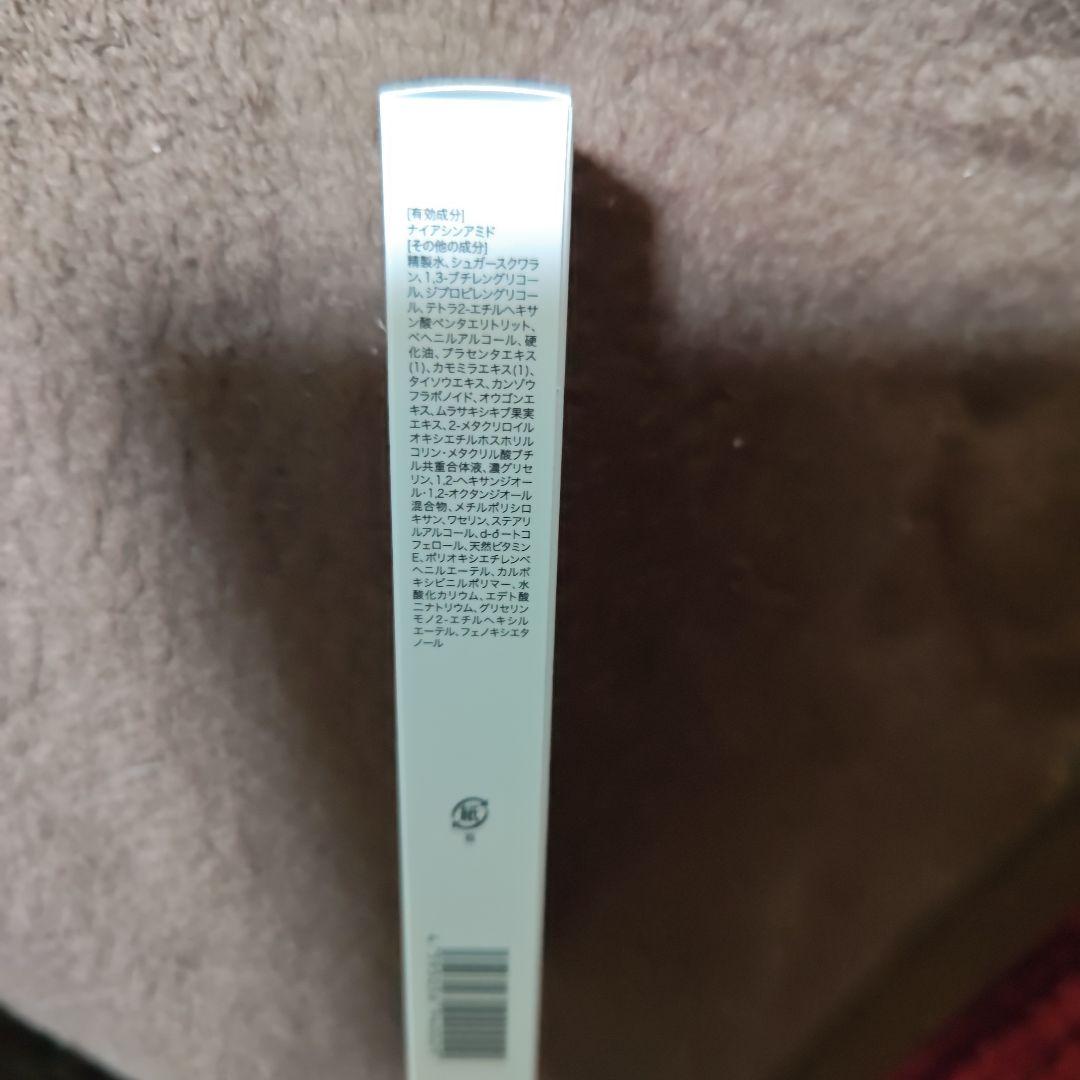 [有効成分]
ナイアシンアミド
[その他の成分]
精製水、シュガースクワラ
ン、1,3-ブチレングリコー
ル、ジプロピレングリコー
ル、テトラ2-エチルヘキサ
ン酸ペンタエリトリット、
ベヘニルアルコール、硬
化油、プラセンタエキス
(1)、カモミラエキス(1)、
タイソウエキス、カンゾウ
フラボノイド、オウゴンエ
キス、ムラサキシキブ果実
エキス、2-メタクリロイル
オキシエチルホスホリル
コリン・メタクリル酸ブチ
ル共重合体液、濃グリセ
リン、1,2-ヘキサンジオー
ル・1,2-オクタンジオール
混合物、メチルポリシロ
キサン、ワセリン、ステアリ
ルアルコール、d-δートコ
フェロール、天然ビタミン
E、ポリオキシエチレンベ
ヘニルエーテル、カルボ
キシビニルポリマー、水
酸化カリウム、エデト酸
二ナトリウム、グリセリン
モノ2-エチルヘキシル
エーテル、フェノキシエタ
ノール